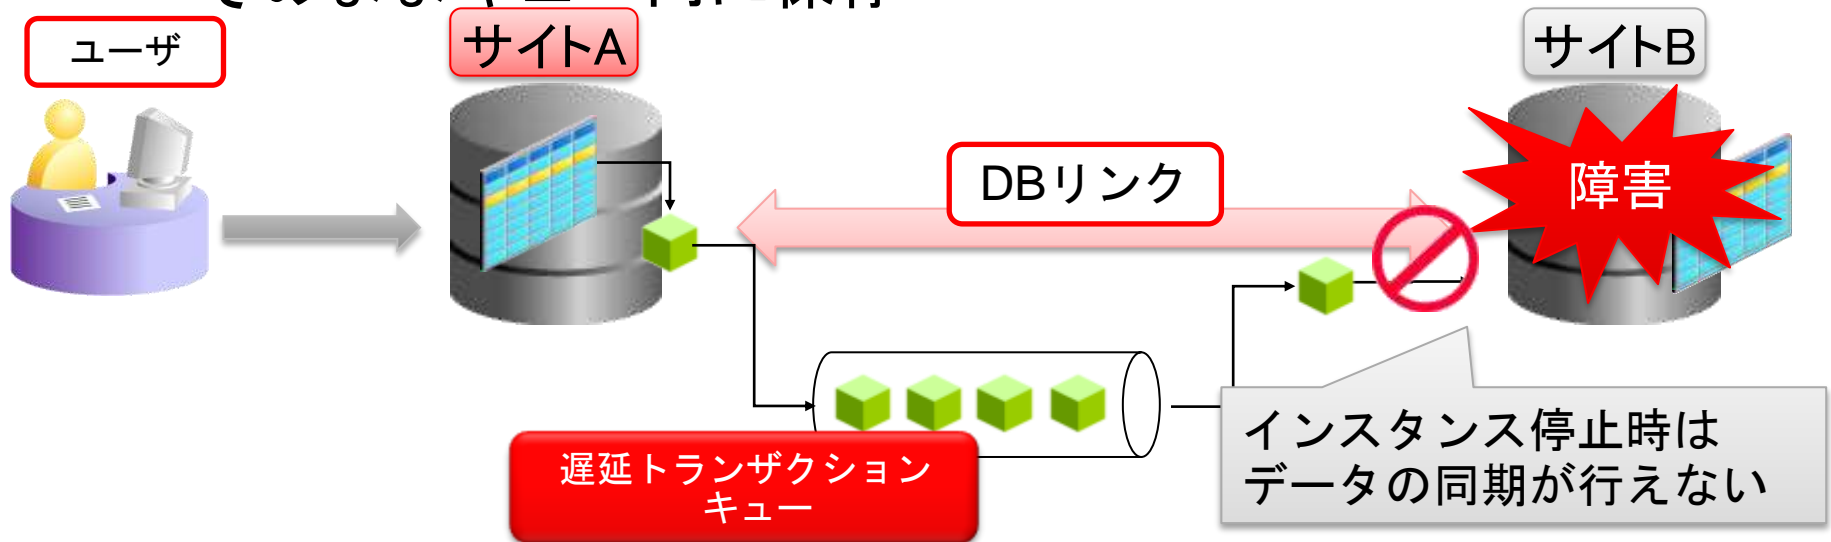 ユーザ
サイトA
サイトB
DBリンク
障害
遅延トランザクション
キュー
インスタンス停止時は
データの同期が行えない